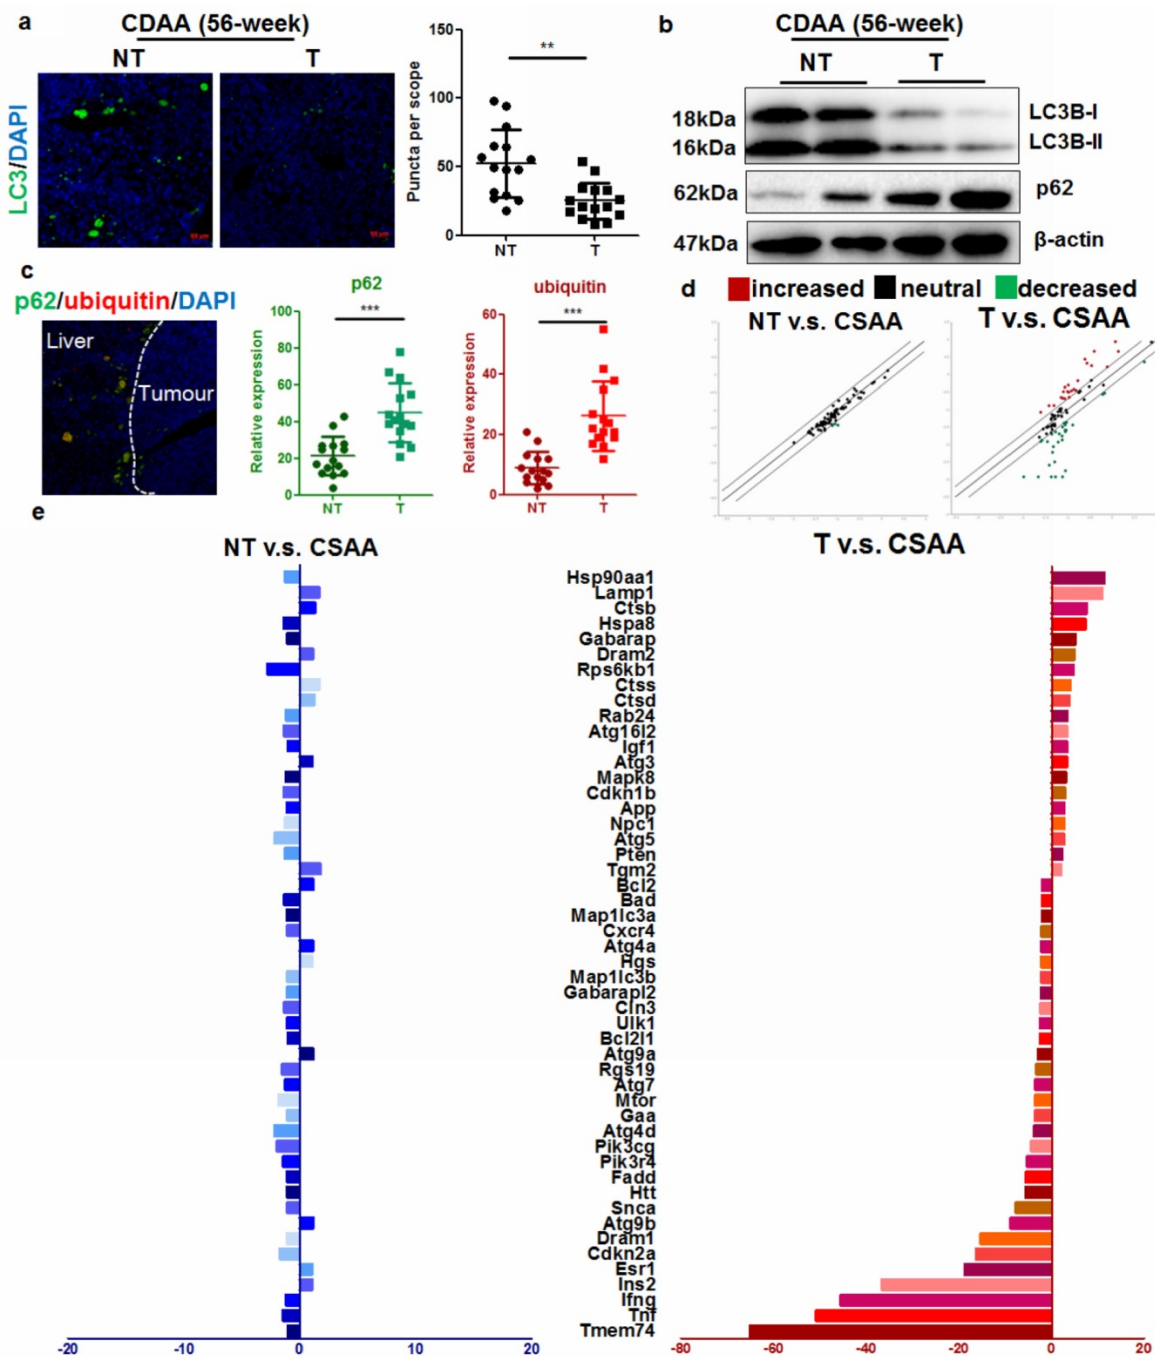 a
CDAA (56-week)
NT T
LC3/DAPI
Puncta per scope
150
100
50
0
**
NT T
b
CDAA (56-week)
NT T
18kDa LC3B-I
16kDa LC3B-II
62kDa p62
47kDa β-actin
c
p62/ubiquitin/DAPI
Liver
Tumour
p62
Relative expression
100
80
60
40
20
0
***
NT T
ubiquitin
Relative expression
60
40
20
0
***
NT T
d
increased neutral decreased
NT v.s. CSAA T v.s. CSAA
e
NT v.s. CSAA T v.s. CSAA
Hsp90aa1
Lamp1
Ctsb
Hspa8
Gabarap
Dram2
Rps6kb1
Ctss
Ctsd
Rab24
Atg16l2
Igf1
Atg3
Mapk8
Cdkn1b
App
Npc1
Atg5
Pten
Tgm2
Bcl2
Bad
Map1lc3a
Cxcr4
Atg4a
Hgs
Map1lc3b
Gabarapl2
Cln3
Ulk1
Bcl2l1
Atg9a
Rgs19
Atg7
Mtor
Gaa
Atg4d
Pik3cg
Pik3r4
Fadd
Htt
Snca
Atg9b
Dram1
Cdkn2a
Esr1
Ins2
Ifng
Tnf
Tmem74
-20 -10 0 10 20
-80 -60 -40 -20 0 20